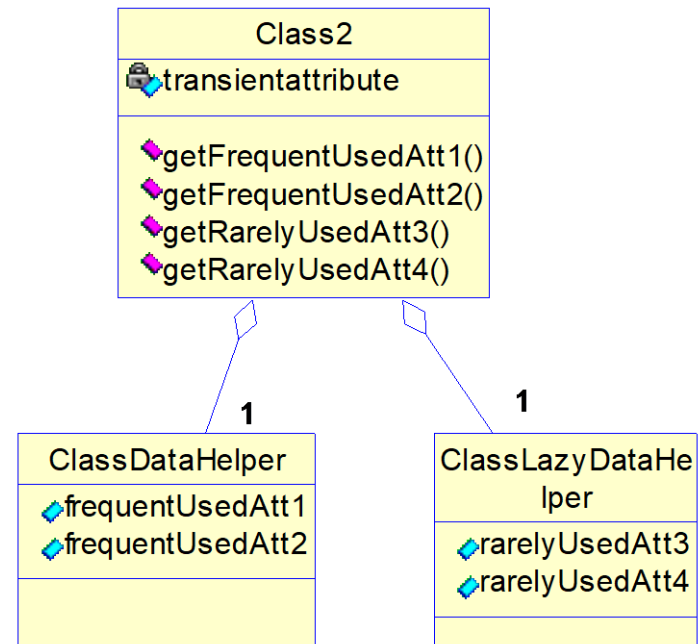 Class2
transientattribute
getFrequentUsedAtt1()
getFrequentUsedAtt2()
getRarelyUsedAtt3()
getRarelyUsedAtt4()
1
1
ClassDataHelper
frequentUsedAtt1
frequentUsedAtt2
ClassLazyDataHe
lper
rarelyUsedAtt3
rarelyUsedAtt4